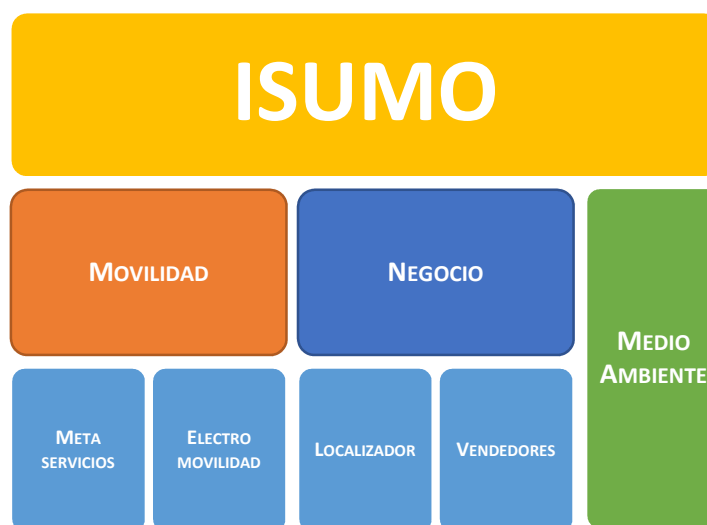 ISUMO
MOVILIDAD
NEGOCIO
MEDIO
AMBIENTE
META
SERVICIOS
ELECTRO
MOVILIDAD
LOCALIZADOR
VENDEDORES